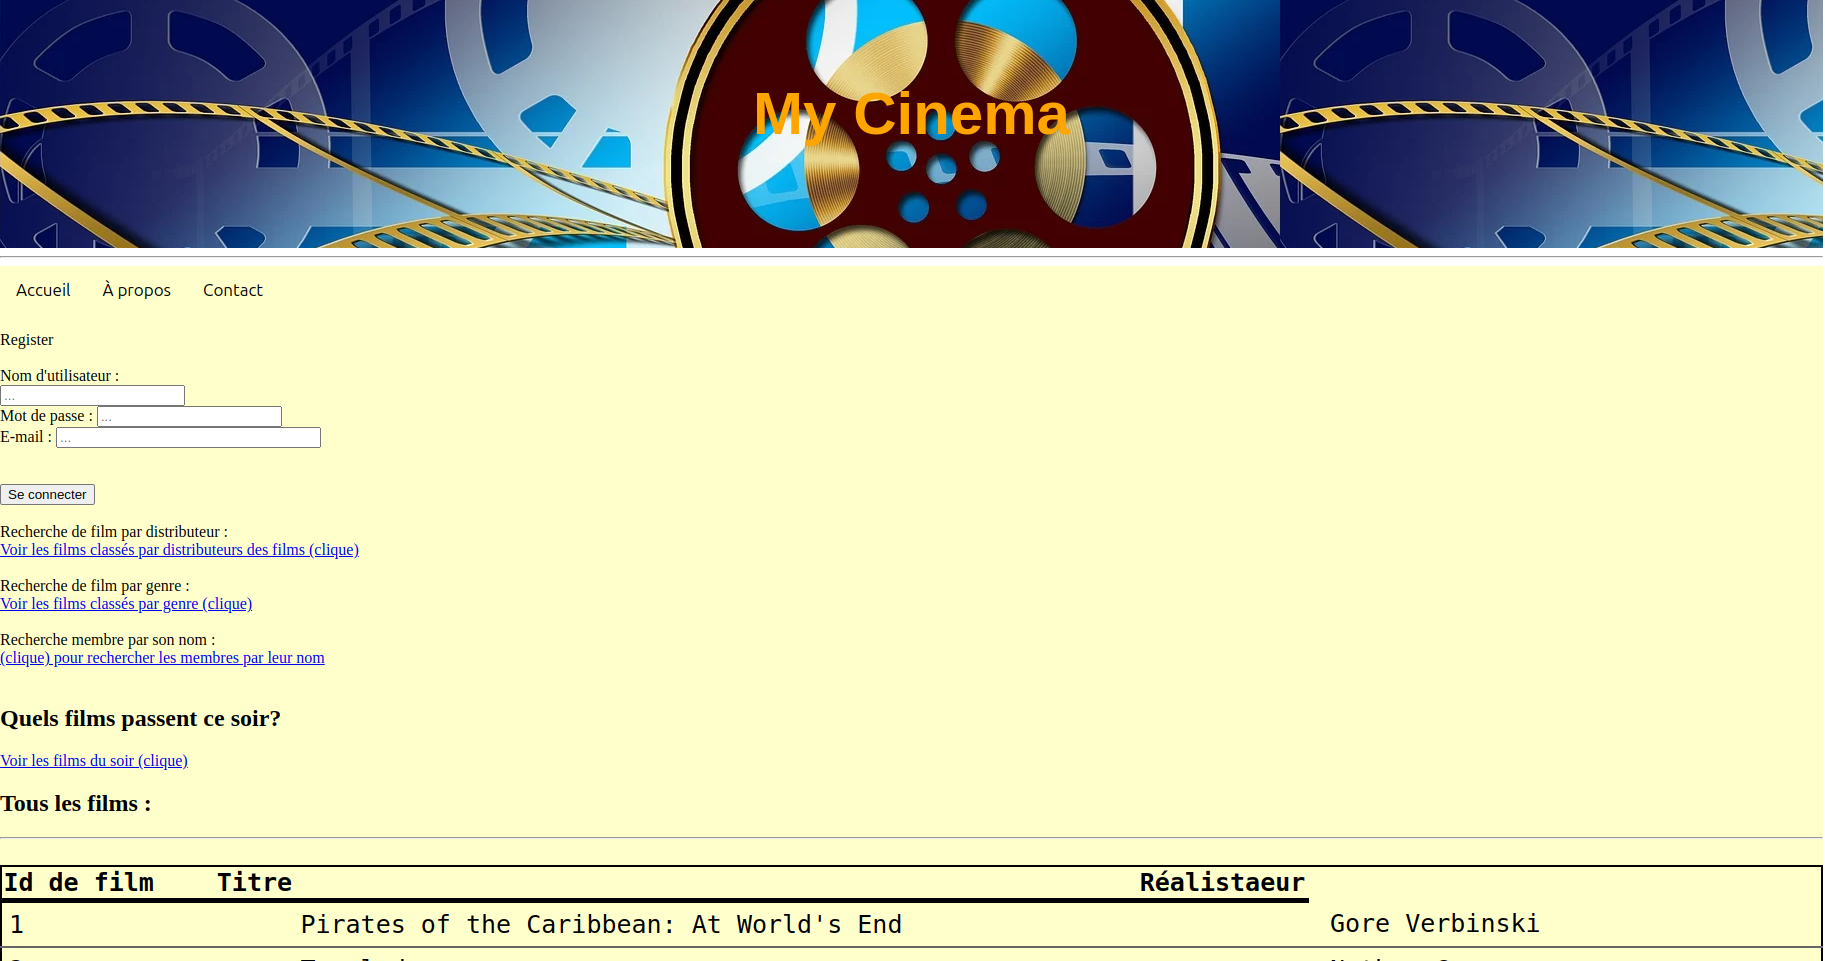 My Cinema
Accueil À propos Contact
Register
Nom d'utilisateur :
...
Mot de passe : ...
E-mail : ...
Se connecter
Recherche de film par distributeur :
Voir les films classés par distributeurs des films (clique)
Recherche de film par genre :
Voir les films classés par genre (clique)
Recherche membre par son nom :
(clique) pour rechercher les membres par leur nom
Quels films passent ce soir?
Voir les films du soir (clique)
Tous les films :
Id de film Titre Réalistaeur
1 Pirates of the Caribbean: At World's End Gore Verbinski